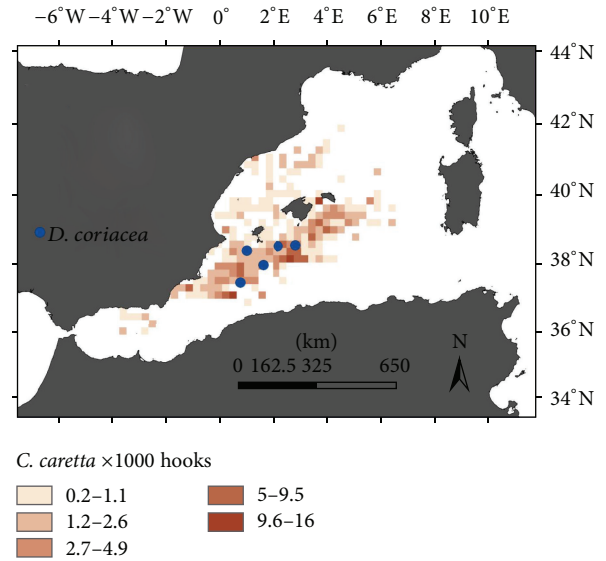 −6°W −4°W −2°W 0° 2°E 4°E 6°E 8°E 10°E
44°N
42°N
40°N
D. coriacea
38°N
36°N
(km)
N
0 162.5 325 650
34°N
C. caretta ×1000 hooks
0.2–1.1
5–9.5
1.2–2.6
9.6–16
2.7–4.9